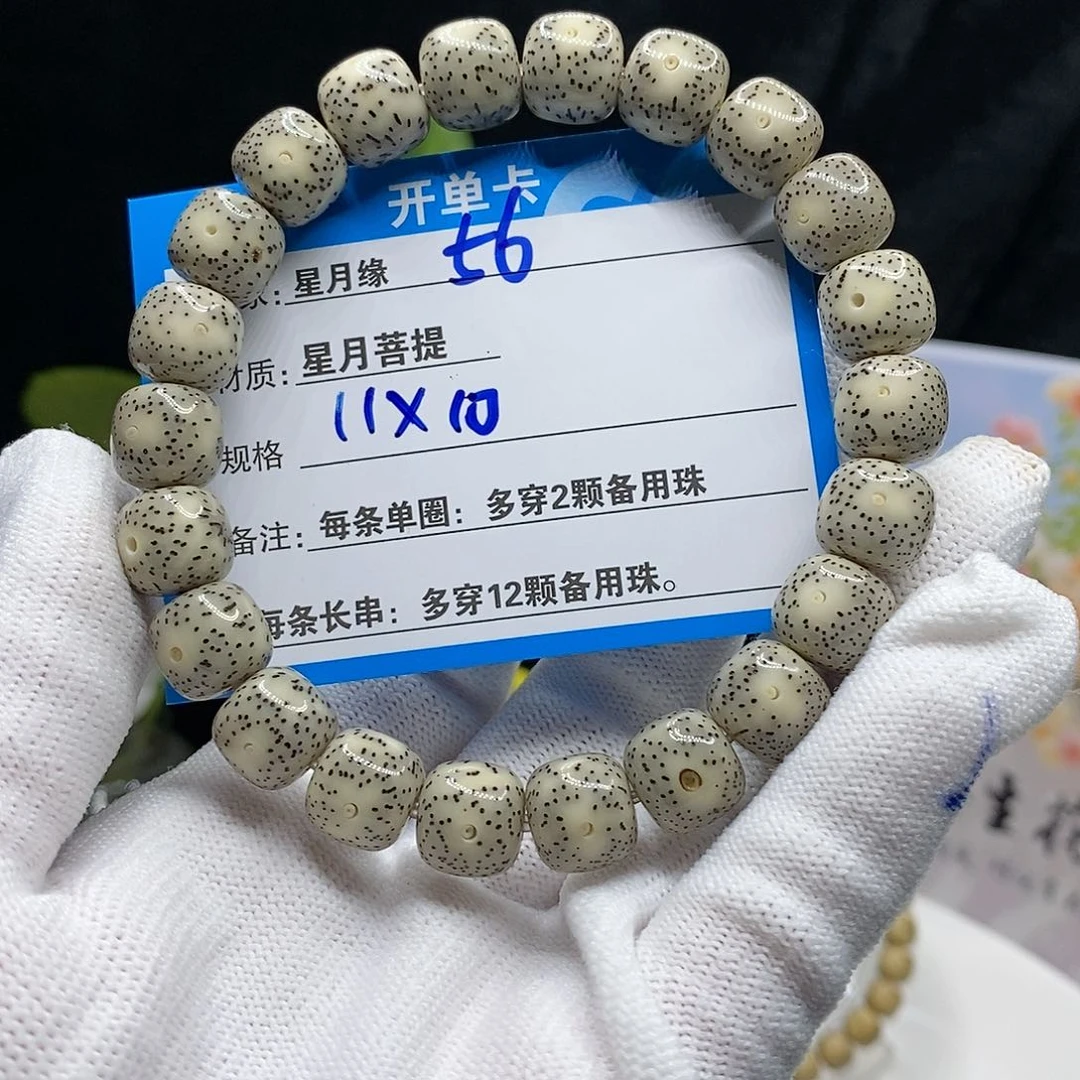 开单卡
56
星月缘
材质: 星月菩提
11X10
规格
备注: 每条单圈：多穿2颗备用珠
每条长串：多穿12颗备用珠。